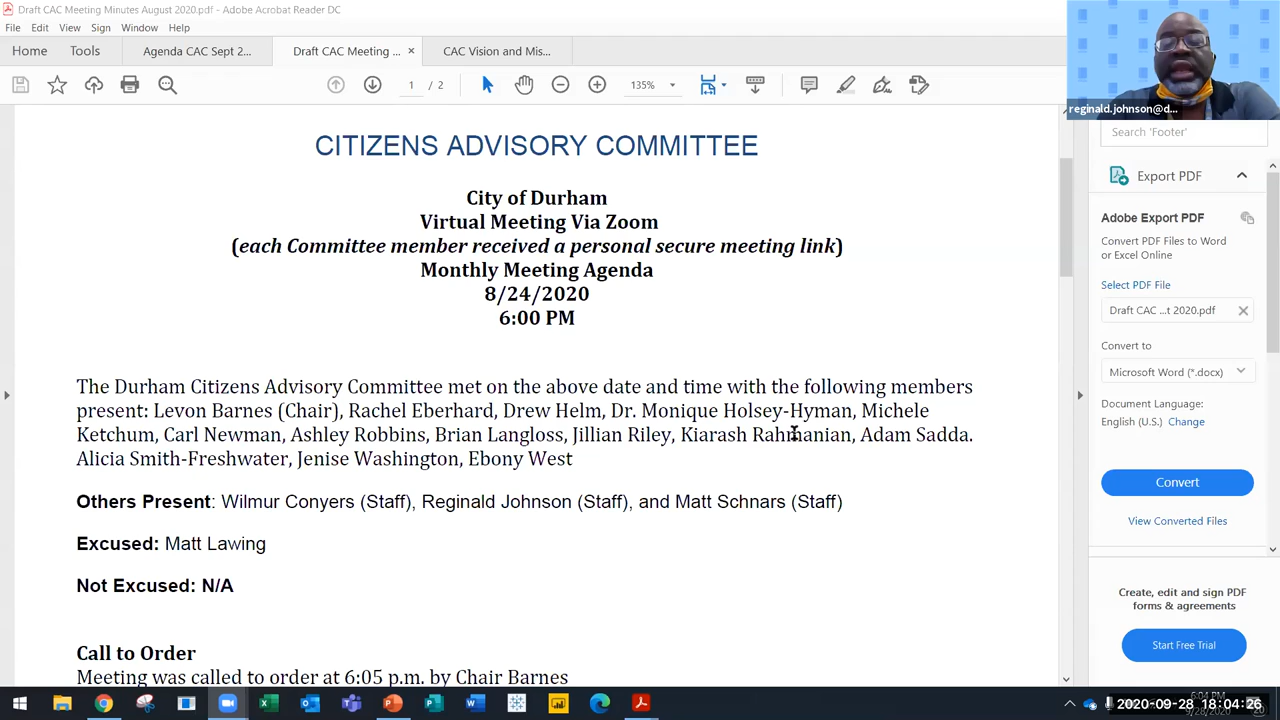 Draft CAC Meeting Minutes August 2020.pdf - Adobe Acrobat Reader DC
File Edit View Sign Window Help
Home Tools Agenda CAC Sept 2... Draft CAC Meeting ... × CAC Vision and Mis...
1 / 2 135%
reginald.johnson@d...
CITIZENS ADVISORY COMMITTEE
City of Durham
Virtual Meeting Via Zoom
(each Committee member received a personal secure meeting link)
Monthly Meeting Agenda
8/24/2020
6:00 PM
The Durham Citizens Advisory Committee met on the above date and time with the following members
present: Levon Barnes (Chair), Rachel Eberhard, Drew Helm, Dr. Monique Holsey-Hyman, Michele
Ketchum, Carl Newman, Ashley Robbins, Brian Langloss, Jillian Riley, Kiarash Rahmanian, Adam Sadda.
Alicia Smith-Freshwater, Jenise Washington, Ebony West
Others Present: Wilmur Conyers (Staff), Reginald Johnson (Staff), and Matt Schnars (Staff)
Excused: Matt Lawing
Not Excused: N/A
Call to Order
Meeting was called to order at 6:05 p.m. by Chair Barnes
Search 'Footer'
Export PDF
Adobe Export PDF
Convert PDF Files to Word
or Excel Online
Select PDF File
Draft CAC ...t 2020.pdf
Convert to
Microsoft Word (*.docx)
Document Language:
English (U.S.) Change
Convert
View Converted Files
Create, edit and sign PDF
forms & agreements
Start Free Trial
6:04 PM
2020-09-28 18:04:26
9/28/2020